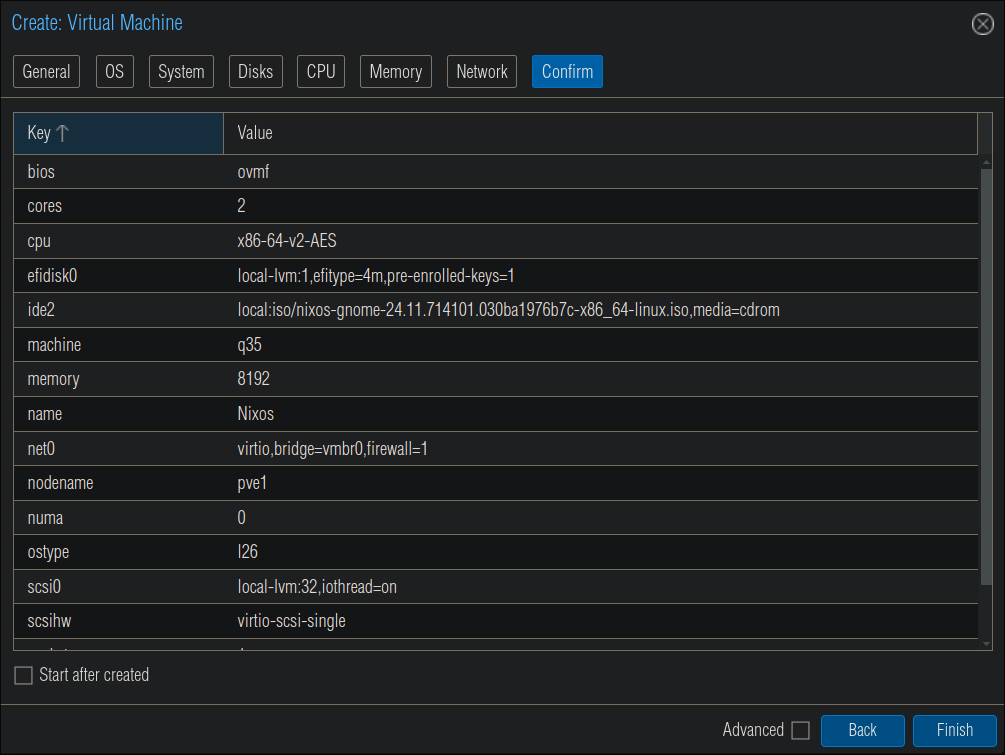 Create: Virtual Machine
General OS System Disks CPU Memory Network Confirm
Key Value
bios ovmf
cores 2
cpu x86-64-v2-AES
efidisk0 local-lvm:1,efitype=4m,pre-enrolled-keys=1
ide2 local:iso/nixos-gnome-24.11.714101.030ba1976b7c-x86_64-linux.iso,media=cdrom
machine q35
memory 8192
name Nixos
net0 virtio,bridge=vmbr0,firewall=1
nodename pve1
numa 0
ostype l26
scsi0 local-lvm:32,iothread=on
scsihw virtio-scsi-single
Start after created
Advanced Back Finish